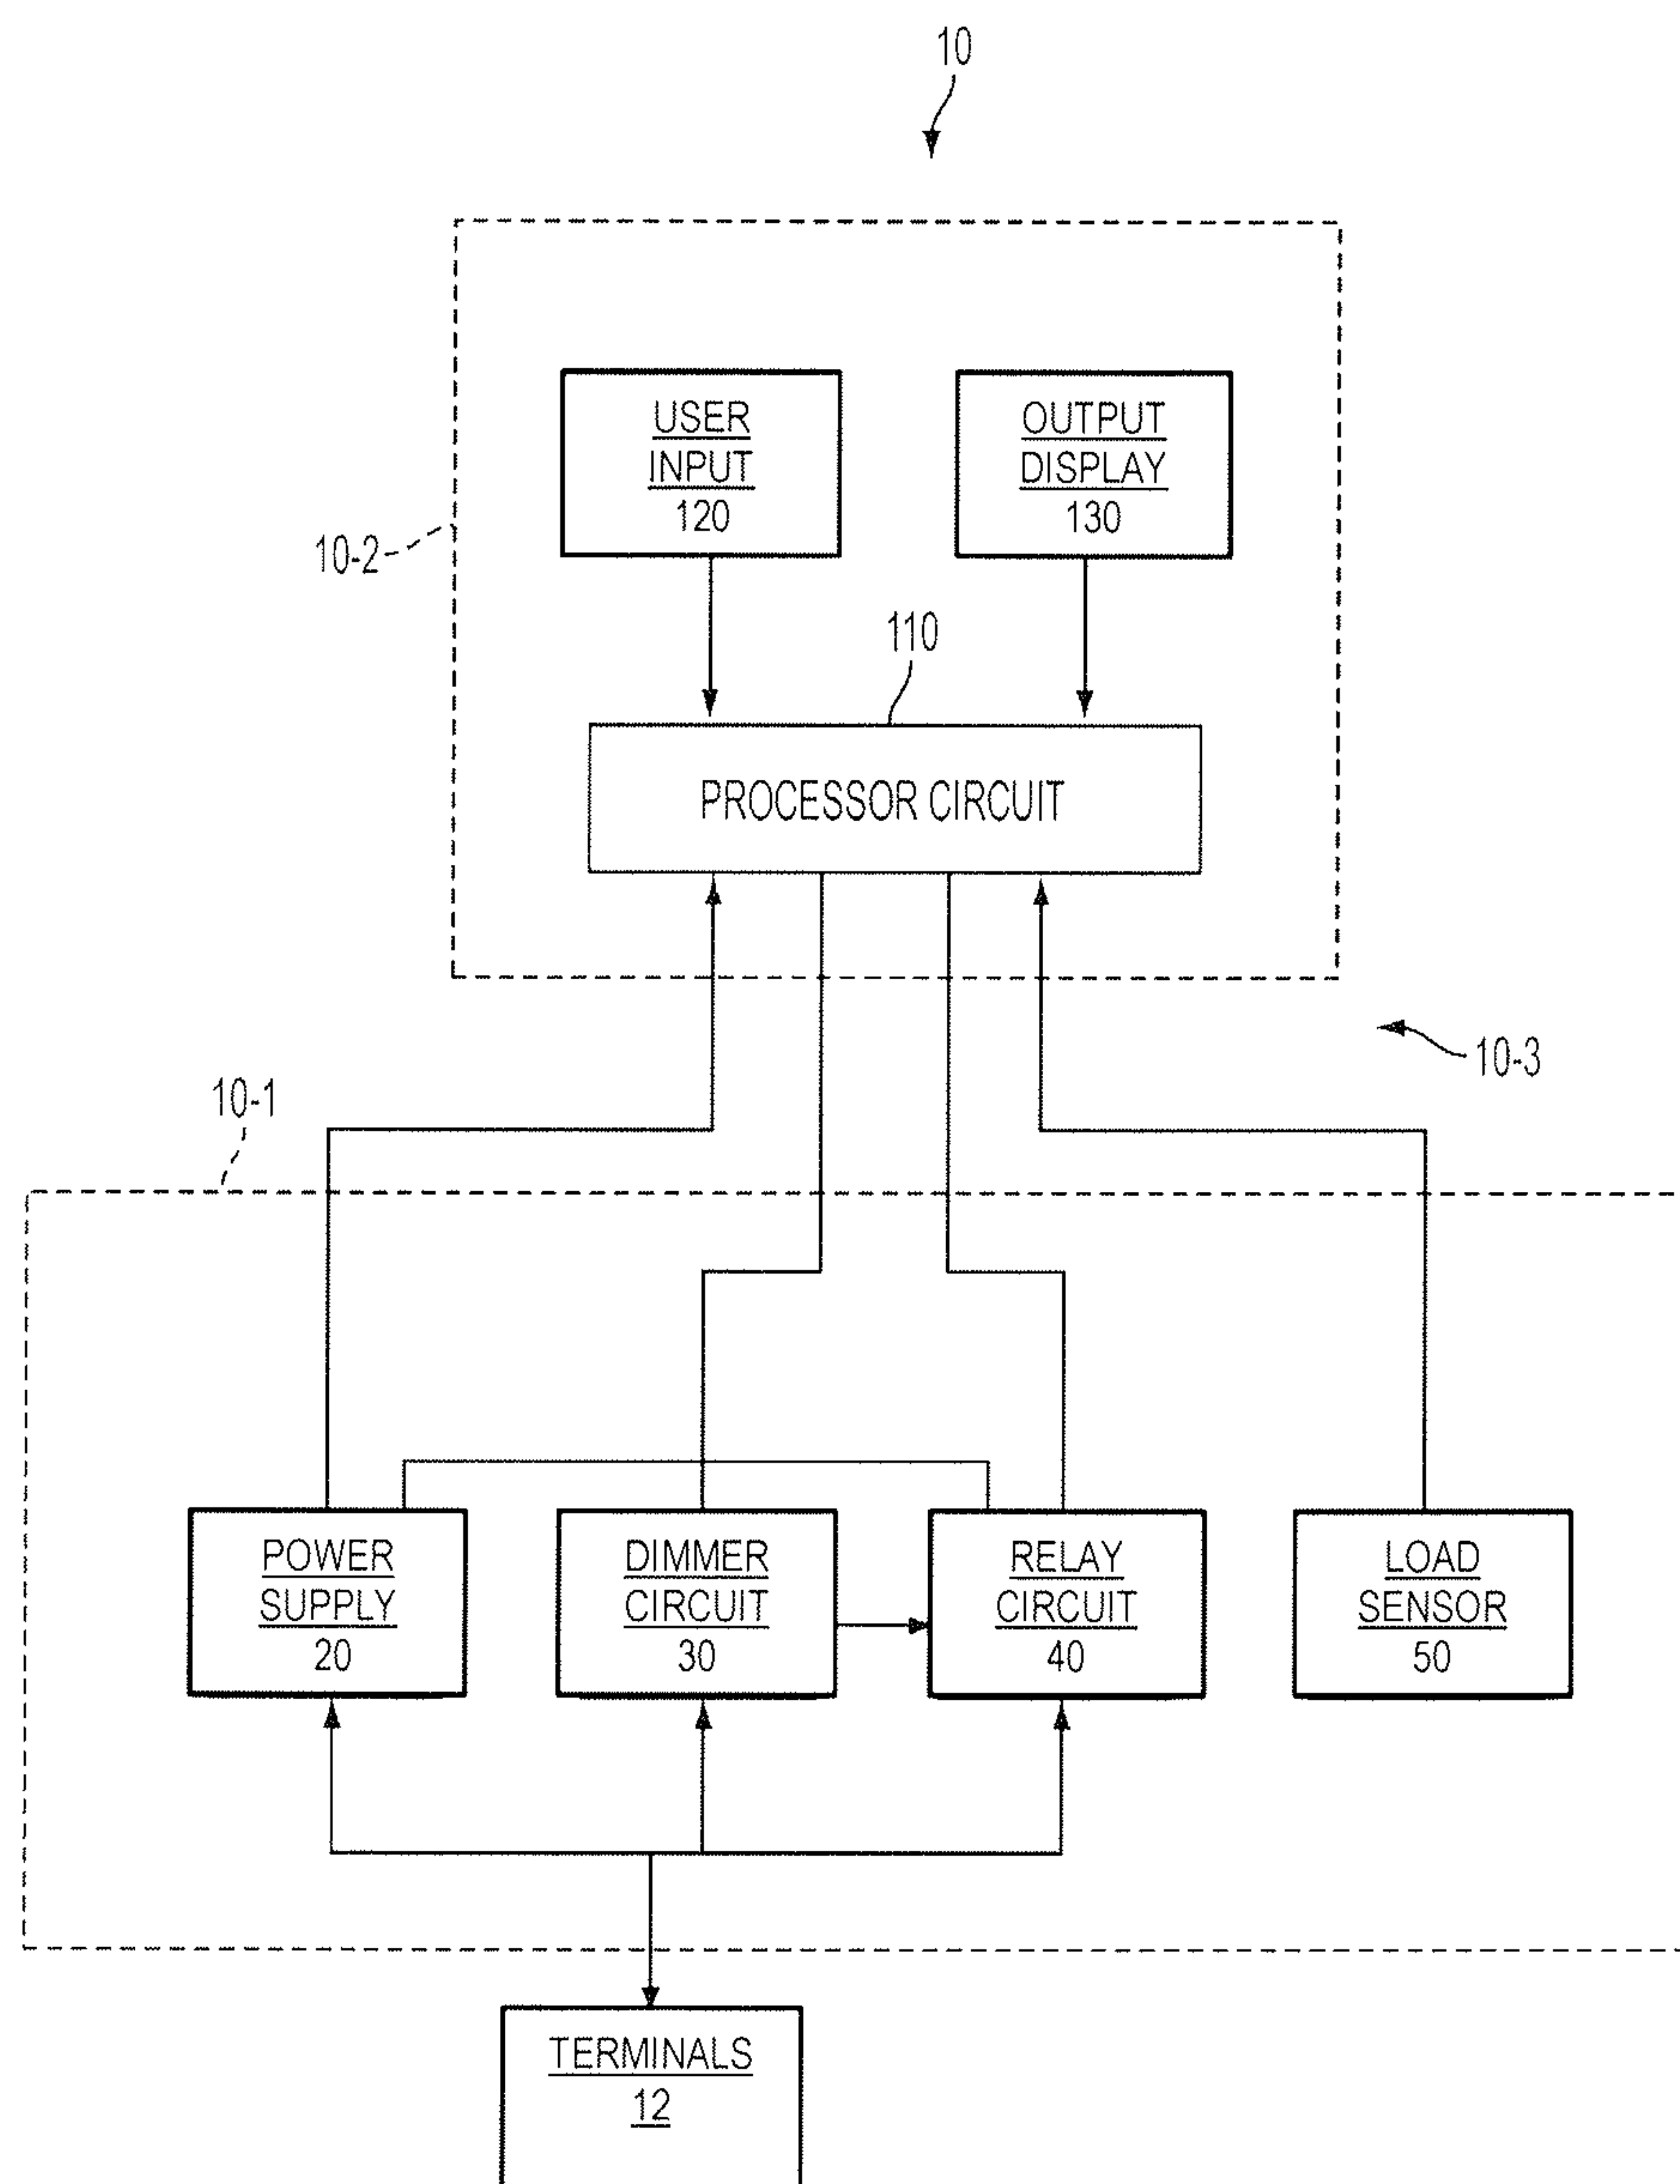 10
USER
INPUT
120
OUTPUT
DISPLAY
130
10-2
110
PROCESSOR CIRCUIT
10-3
10-1
POWER
SUPPLY
20
DIMMER
CIRCUIT
30
RELAY
CIRCUIT
40
LOAD
SENSOR
50
TERMINALS
12